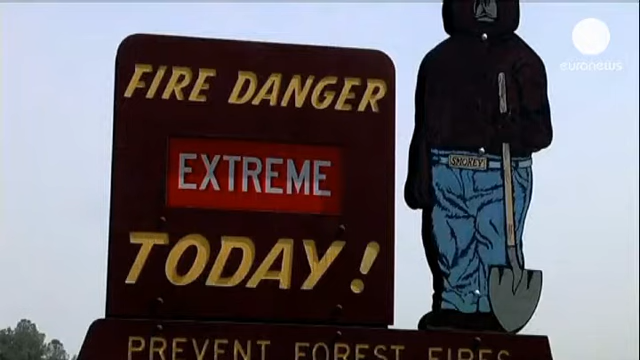 euronews
FIRE DANGER
SMOKEY
EXTREME
TODAY!
PREVENT FOREST FIRES